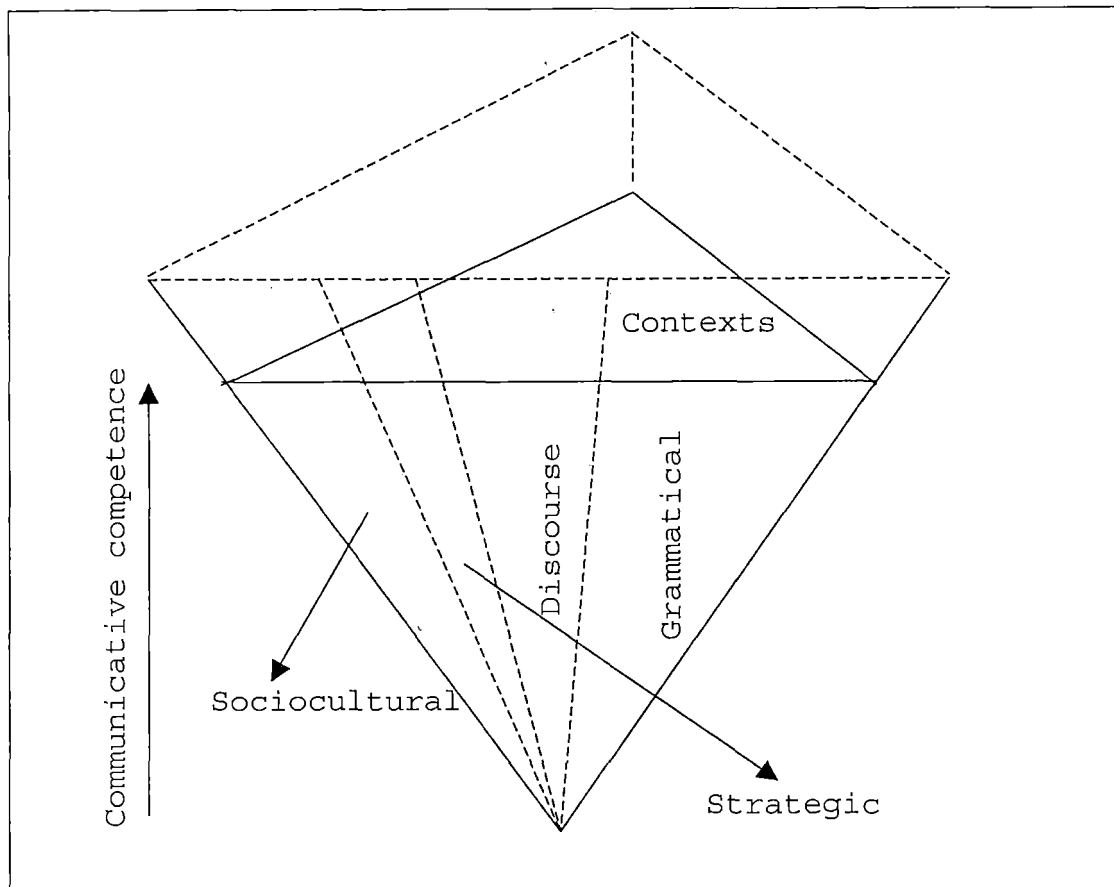 Contexts
Communicative competence
Discourse
Grammatical
Sociocultural
Strategic